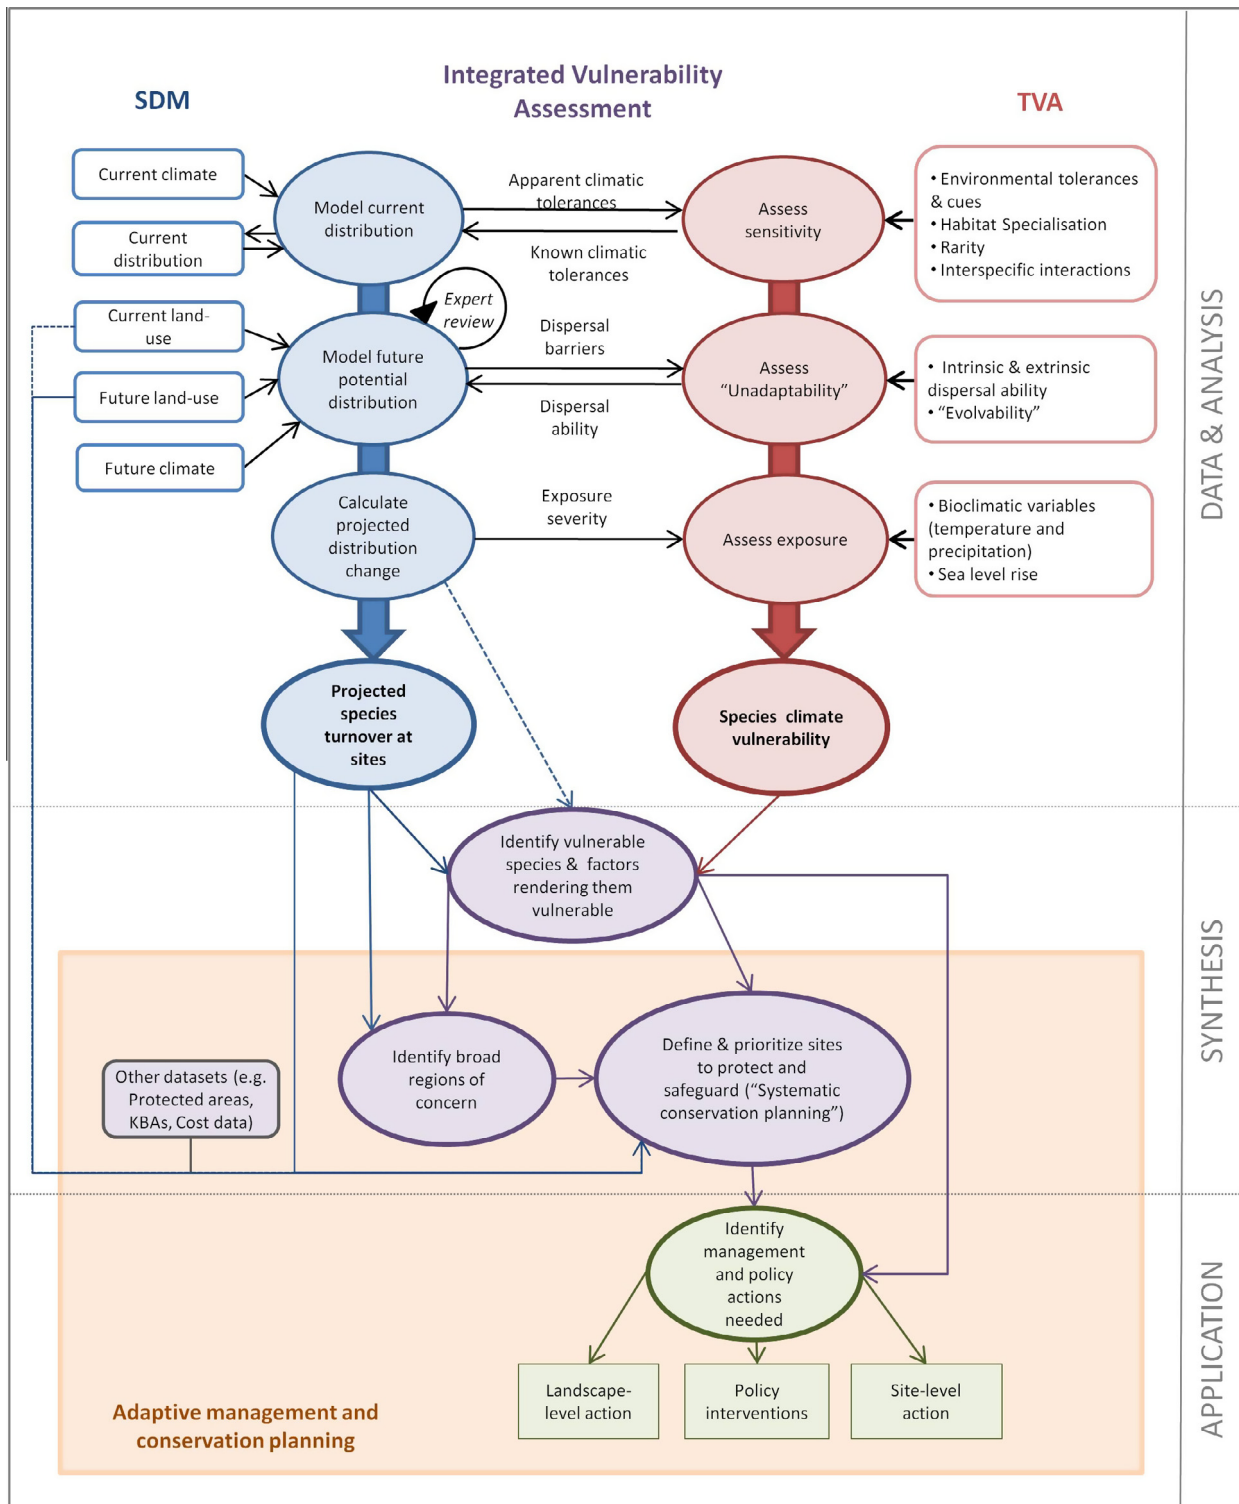 Integrated Vulnerability
Assessment
SDM
TVA
Current climate
Current
distribution
Current land-
use
Future land-use
Future climate
Model current
distribution
Apparent climatic
tolerances
Known climatic
tolerances
Assess
sensitivity
• Environmental tolerances
& cues
• Habitat Specialisation
• Rarity
• Interspecific interactions
Expert
review
Model future
potential
distribution
Dispersal
barriers
Dispersal
ability
Assess
“Unadaptability”
• Intrinsic & extrinsic
dispersal ability
• “Evolvability”
Calculate
projected
distribution
change
Exposure
severity
Assess exposure
• Bioclimatic variables
(temperature and
precipitation)
• Sea level rise
DATA & ANALYSIS
Projected
species
turnover at
sites
Species climate
vulnerability
Identify vulnerable
species & factors
rendering them
vulnerable
SYNTHESIS
Other datasets (e.g.
Protected areas,
KBAs, Cost data)
Identify broad
regions of
concern
Define & prioritize sites
to protect and
safeguard (“Systematic
conservation planning”)
Identify
management
and policy
actions
needed
APPLICATION
Landscape-
level action
Policy
interventions
Site-level
action
Adaptive management and
conservation planning